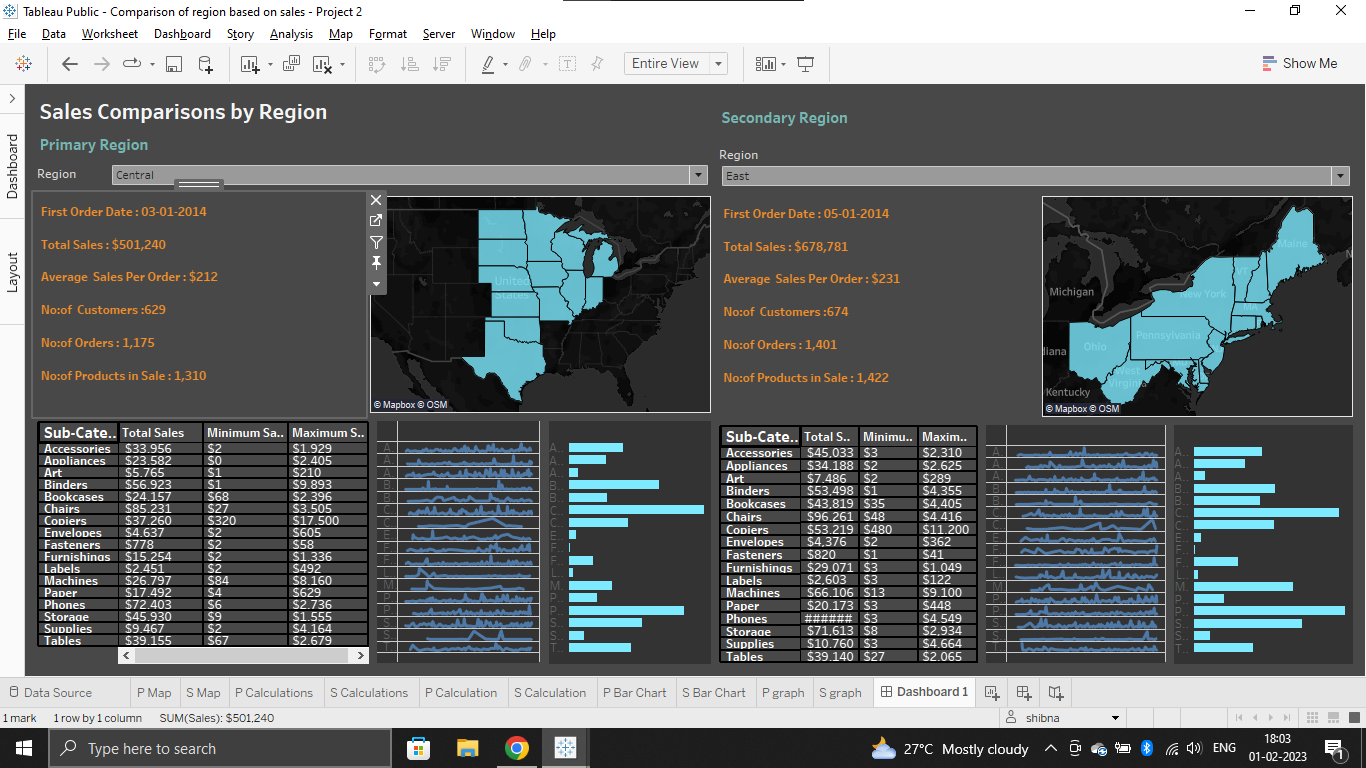 Tableau Public - Comparison of region based on sales - Project 2
File Data Worksheet Dashboard Story Analysis Map Format Server Window Help
Entire View
Show Me
Dashboard
Layout
Sales Comparisons by Region
Primary Region
Region
Central
First Order Date : 03-01-2014
Total Sales : $501,240
Average Sales Per Order : $212
No:of Customers :629
No:of Orders : 1,175
No:of Products in Sale : 1,310
United
States
© Mapbox © OSM
Secondary Region
Region
East
First Order Date : 05-01-2014
Total Sales : $678,781
Average Sales Per Order : $231
No:of Customers :674
No:of Orders : 1,401
No:of Products in Sale : 1,422
Maine
VT
Michigan
New York
MA
Pennsylvania
Ohio
diana
West
Virginia
Kentucky
© Mapbox © OSM
Sub-Cate.. Total Sales Minimum Sa.. Maximum S..
Accessories $33,956 $2 $1,929
Appliances $23,582 $0 $2,405
Art $5,765 $1 $210
Binders $56,923 $1 $9,893
Bookcases $24,157 $68 $2,396
Chairs $85,231 $27 $3,505
Copiers $37,260 $320 $17,500
Envelopes $4,637 $2 $605
Fasteners $778 $2 $58
Furnishings $15,254 $2 $1,336
Labels $2,451 $2 $492
Machines $26,797 $84 $8,160
Paper $17,492 $4 $629
Phones $72,403 $6 $2,736
Storage $45,930 $9 $1,555
Supplies $9,467 $2 $4,164
Tables $39,155 $67 $2,679
Sub-Cate.. Total S.. Minimu.. Maxim..
Accessories $45,033 $3 $2,310
Appliances $34,188 $2 $2,625
Art $7,486 $2 $289
Binders $53,498 $1 $4,355
Bookcases $43,819 $35 $4,405
Chairs $96,261 $48 $4,416
Copiers $53,219 $480 $11,200
Envelopes $4,376 $2 $362
Fasteners $820 $1 $41
Furnishings $29,071 $3 $1,049
Labels $2,603 $3 $122
Machines $66,106 $13 $9,100
Paper $20,173 $3 $448
Phones ###### $3 $4,549
Storage $71,613 $8 $2,934
Supplies $10,760 $3 $4,664
Tables $39,140 $27 $2,065
Data Source P Map S Map P Calculations S Calculations P Calculation S Calculation P Bar Chart S Bar Chart P graph S graph Dashboard 1
1 mark 1 row by 1 column SUM(Sales): $501,240
shibna
Type here to search
27°C Mostly cloudy
ENG
18:03
01-02-2023
1